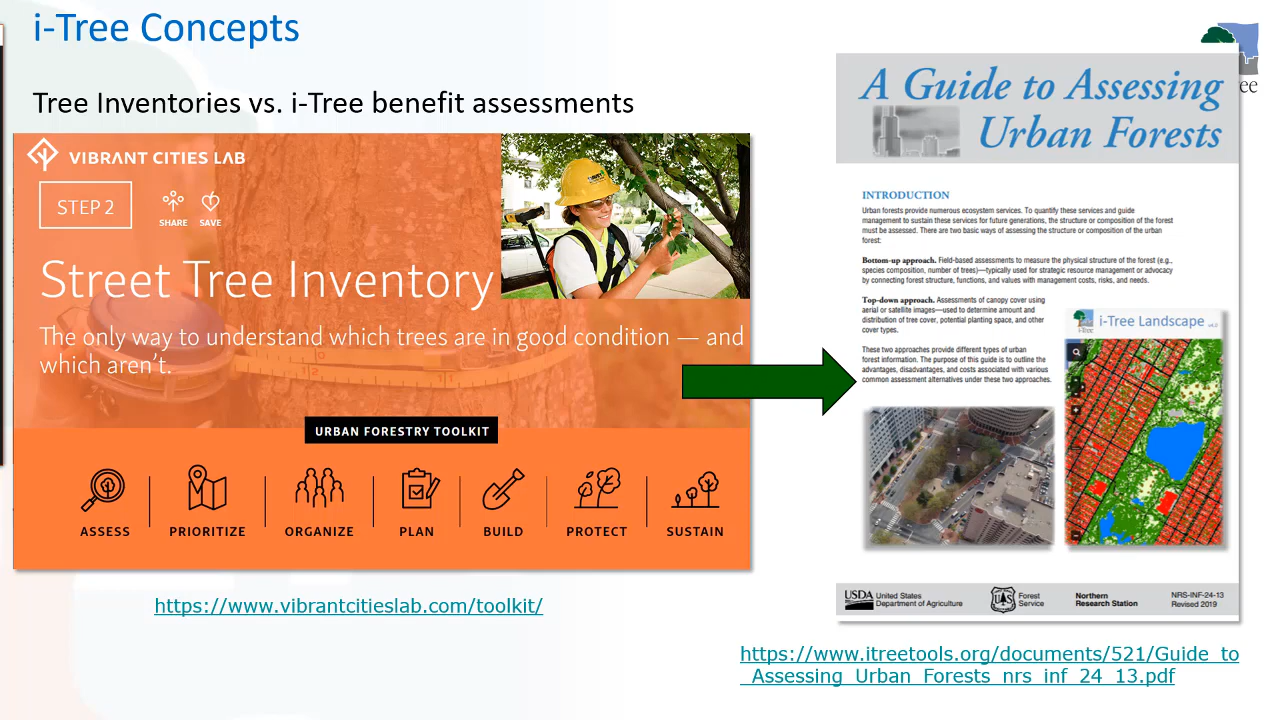 i-Tree Concepts
Tree Inventories vs. i-Tree benefit assessments
VIBRANT CITIES LAB
STEP 2
SHARE SAVE
Street Tree Inventory
The only way to understand which trees are in good condition — and
which aren't.
URBAN FORESTRY TOOLKIT
ASSESS PRIORITIZE ORGANIZE PLAN BUILD PROTECT SUSTAIN
https://www.vibrantcitieslab.com/toolkit/
ee
A Guide to Assessing
Urban Forests
INTRODUCTION
Urban forests provide numerous ecosystem services. To quantify these services and guide
management to sustain these services for future generations, the structure or composition of the forest
must be assessed. There are two basic ways of assessing the structure or composition of the urban
forest:
Bottom-up approach. Field-based assessments to measure the physical structure of the forest (e.g.,
species composition, number of trees)—typically used for strategic resource management or advocacy
by connecting forest structure, functions, and values with management costs, risks, and needs.
Top-down approach. Assessments of canopy cover using
aerial or satellite images—used to determine amount and
distribution of tree cover, potential planting space, and other
cover types.
These two approaches provide different types of urban
forest information. The purpose of this guide is to outline the
advantages, disadvantages, and costs associated with various
common assessment alternatives under these two approaches.
i-Tree Landscape
USDA United States
Department of Agriculture
Forest
Service
Northern
Research Station
NRS-INF-24-13
Revised 2019
https://www.itreetools.org/documents/521/Guide_to
_Assessing_Urban_Forests_nrs_inf_24_13.pdf